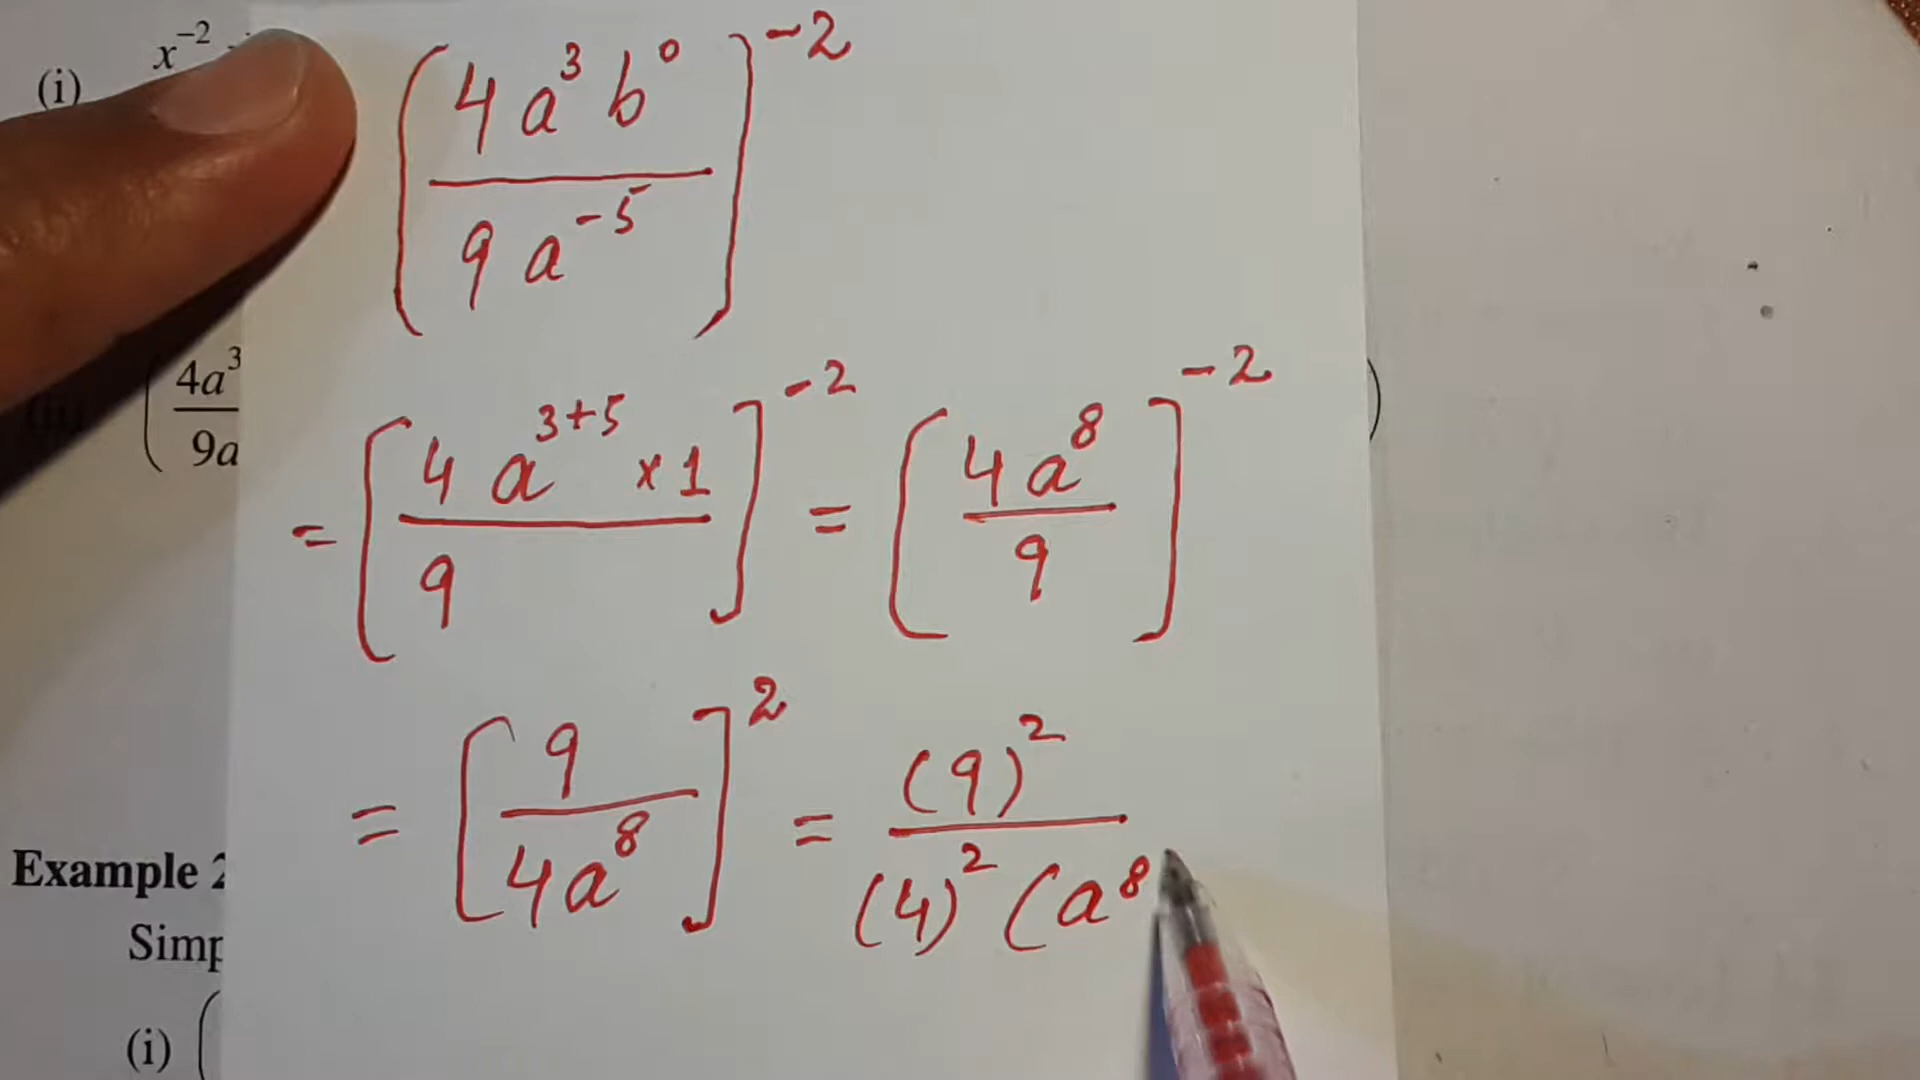 (i) x⁻²
[4a³b⁰ / 9a⁻⁵]⁻²
4a³
9a
= [4a³⁺⁵ × 1 / 9]⁻² = [4a⁸ / 9]⁻²
= [9 / 4a⁸]² = (9)² / (4)² (a⁸
Example 2
Simp
(i) (